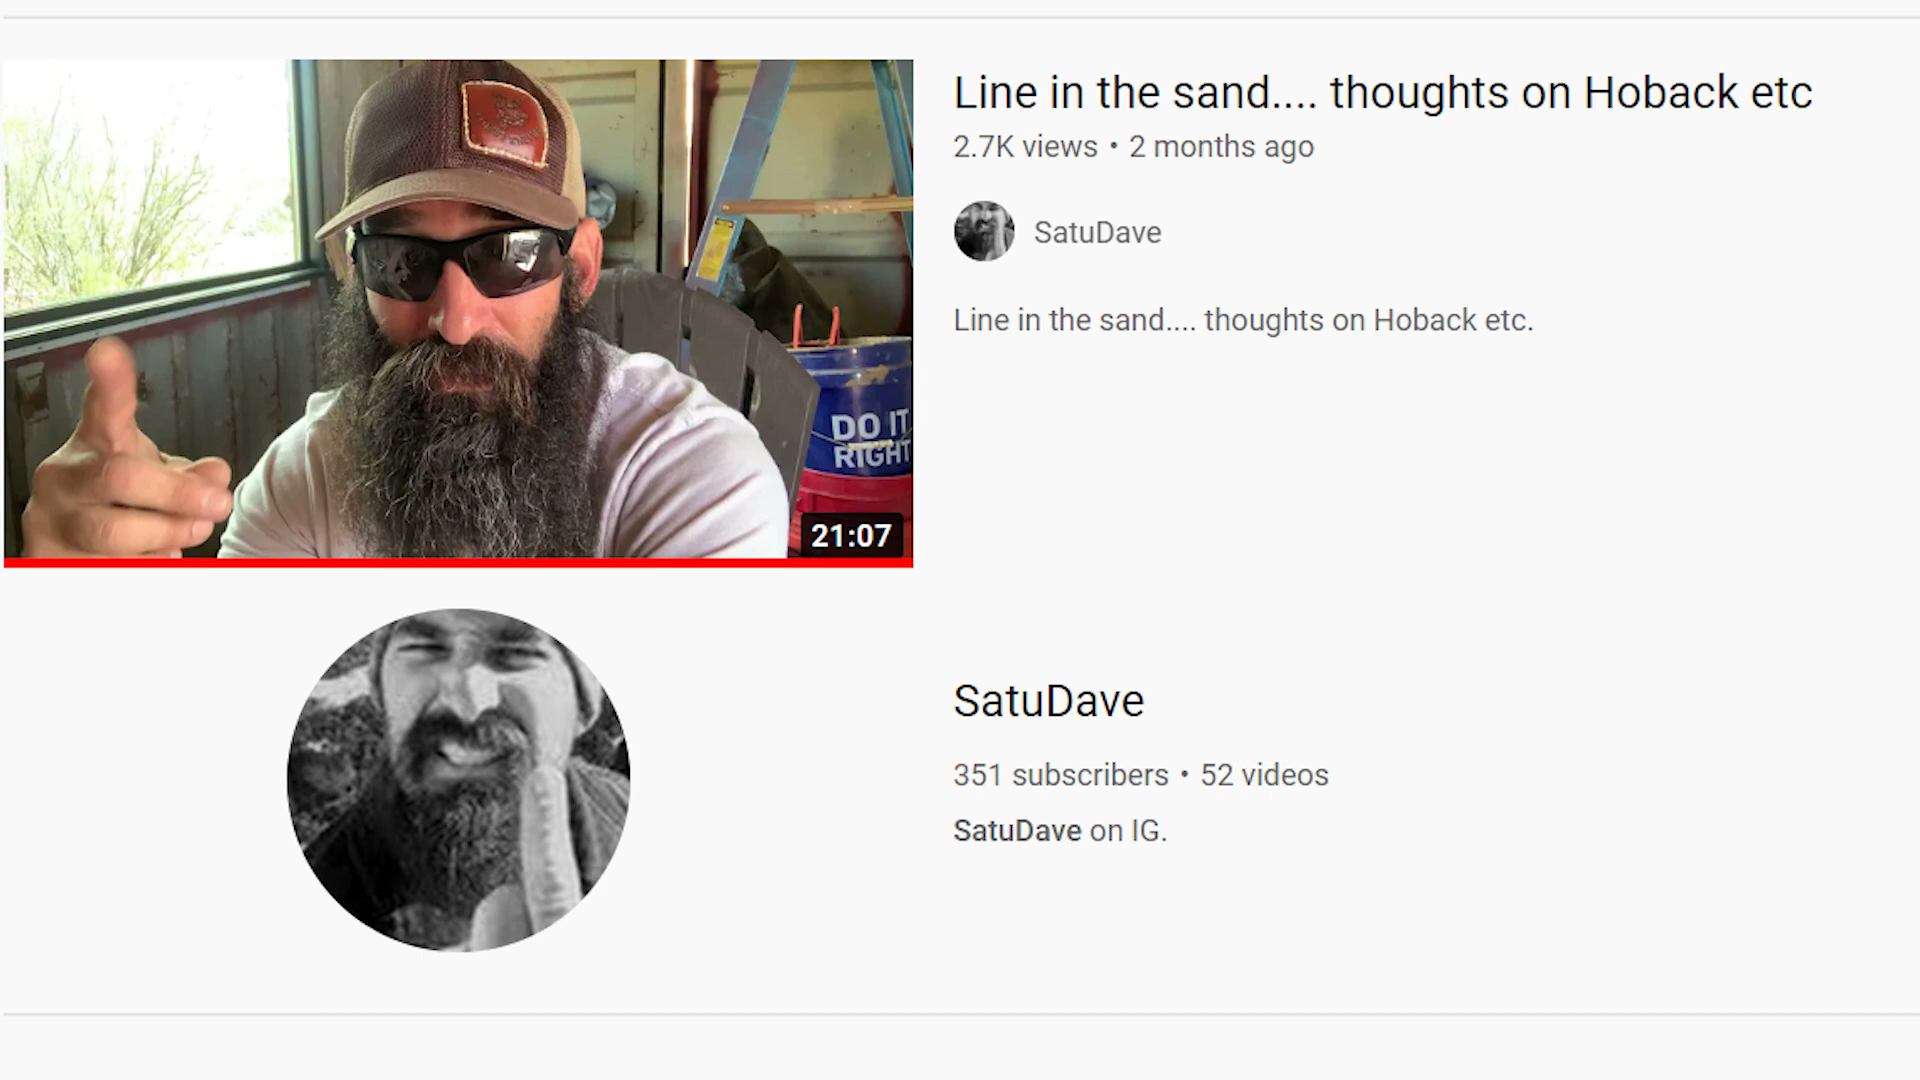 Line in the sand.... thoughts on Hoback etc
2.7K views • 2 months ago
SatuDave
Line in the sand.... thoughts on Hoback etc.
DO IT
RIGHT
21:07
SatuDave
351 subscribers • 52 videos
SatuDave on IG.